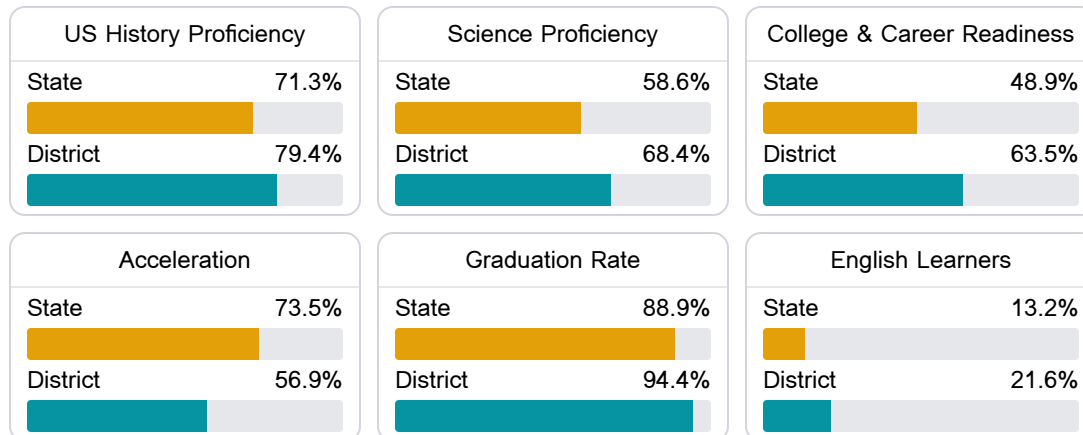 US History Proficiency
State 71.3%
District 79.4%
Science Proficiency
State 58.6%
District 68.4%
College & Career Readiness
State 48.9%
District 63.5%
Acceleration
State 73.5%
District 56.9%
Graduation Rate
State 88.9%
District 94.4%
English Learners
State 13.2%
District 21.6%